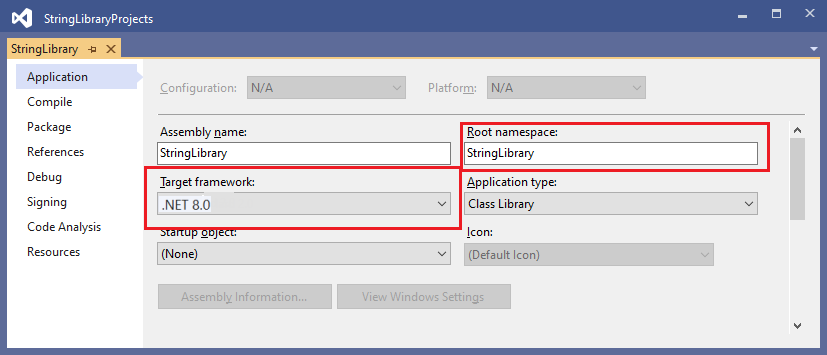 StringLibraryProjects
StringLibrary
Application
Compile
Package
References
Debug
Signing
Code Analysis
Resources
Configuration: N/A Platform: N/A
Assembly name: Root namespace:
StringLibrary StringLibrary
Target framework: Application type:
.NET 8.0 Class Library
Startup object: Icon:
(None) (Default Icon)
Assembly Information... View Windows Settings